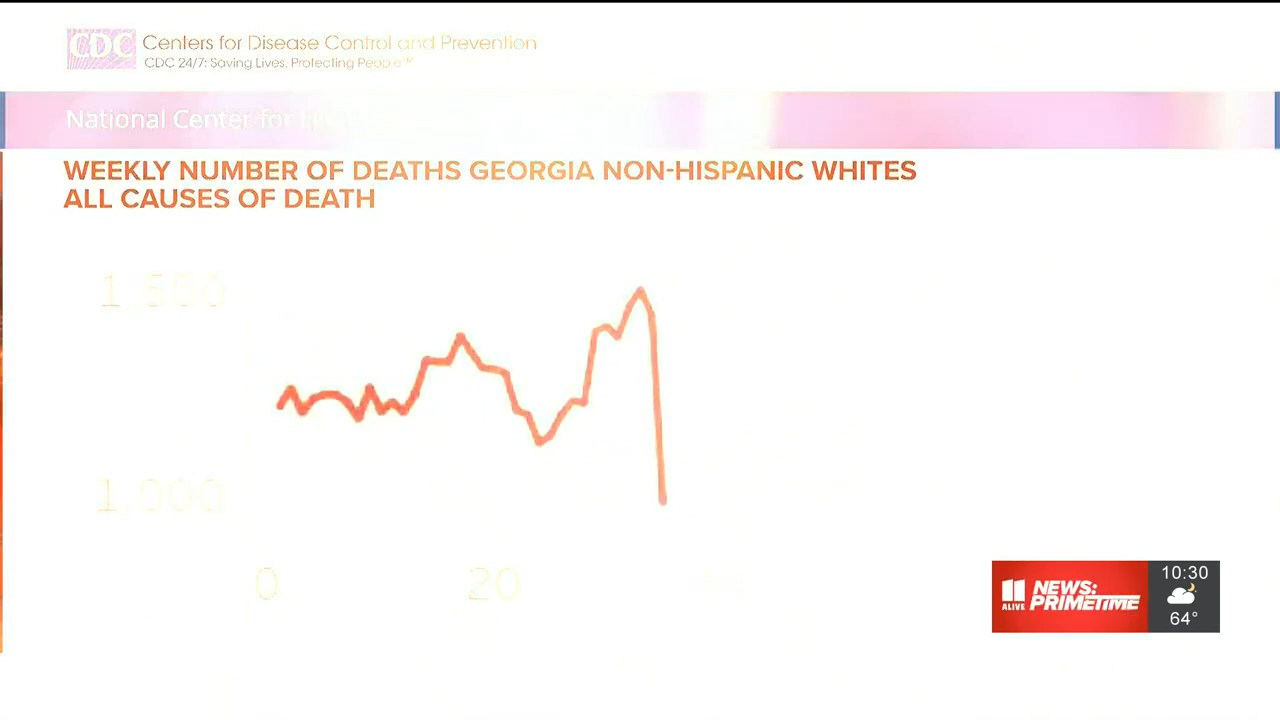 CDC Centers for Disease Control and Prevention
CDC 24/7: Saving Lives, Protecting People™
National Center for
WEEKLY NUMBER OF DEATHS GEORGIA NON-HISPANIC WHITES
ALL CAUSES OF DEATH
1,500
1,000
0 20
11 ALIVE NEWS: PRIMETIME
10:30
64°